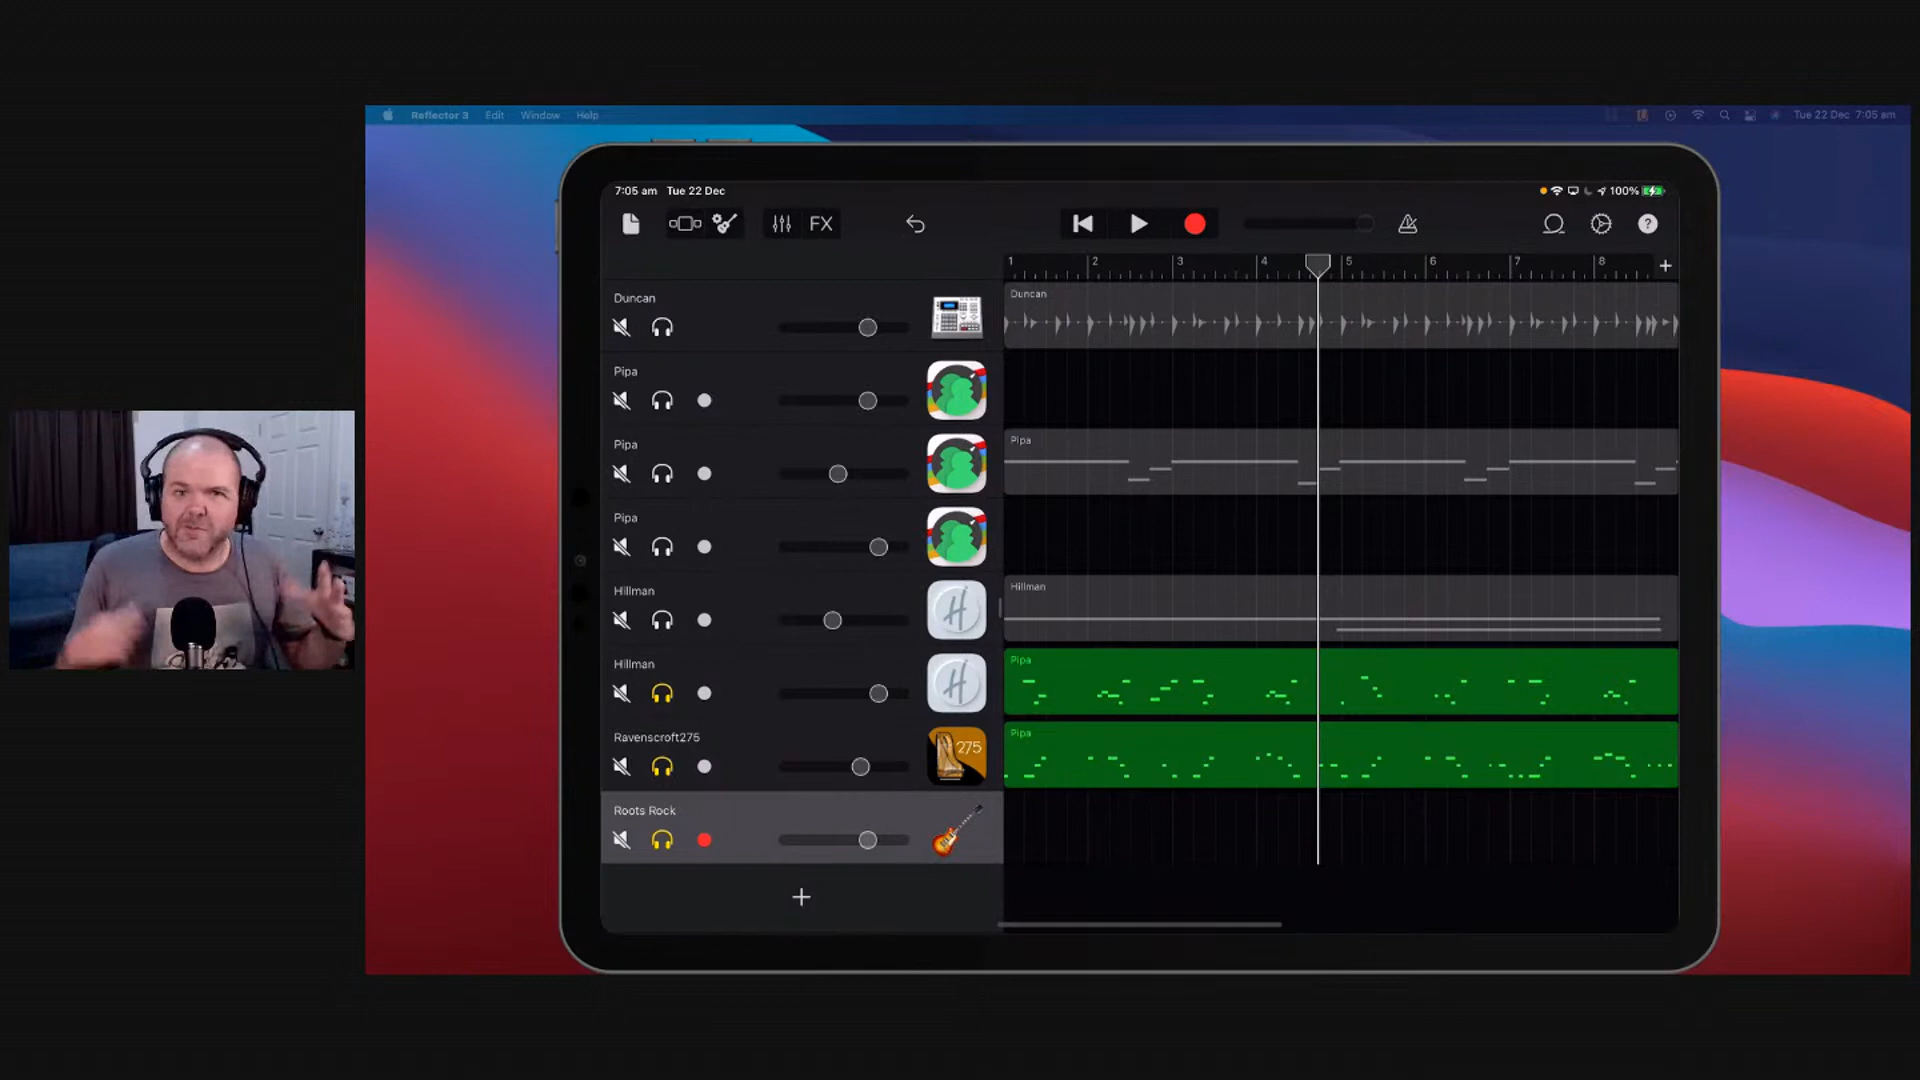 Reflector 3 Edit Window Help
Tue 22 Dec 7:05 am
7:05 am Tue 22 Dec
100%
FX
?
1 2 3 4 5 6 7 8
Duncan
Duncan
Pipa
Pipa
Pipa
Pipa
Hillman
Hillman
H
Hillman
Pipa
H
Ravenscroft275
Pipa
275
Roots Rock